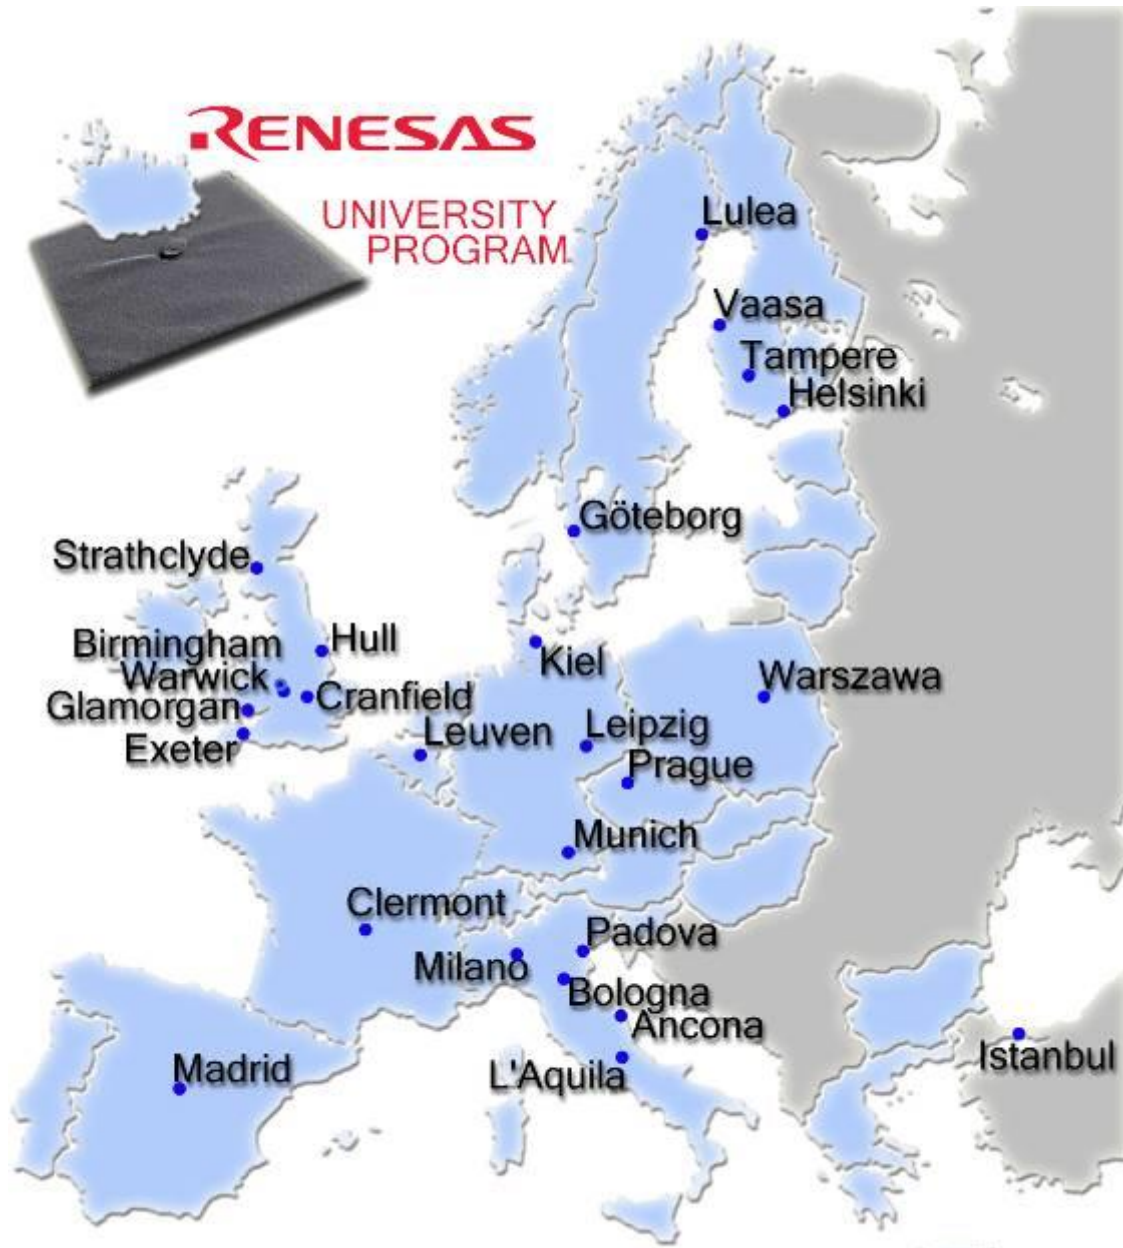 RENESAS
UNIVERSITY
PROGRAM
Lulea
Vaasa
Tampere
Helsinki
Göteborg
Strathclyde
Birmingham
Hull
Warwick
Kiel
Warszawa
Glamorgan
Cranfield
Exeter
Leuven
Leipzig
Prague
Munich
Clermont
Padova
Milano
Bologna
Ancona
Istanbul
Madrid
L'Aquila